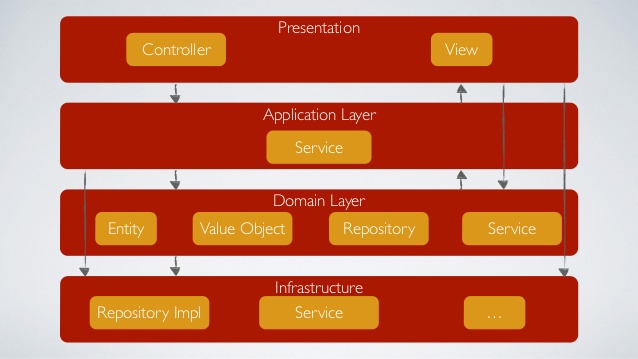 Presentation
Controller
View
Application Layer
Service
Domain Layer
Entity
Value Object
Repository
Service
Infrastructure
Repository Impl
Service
...